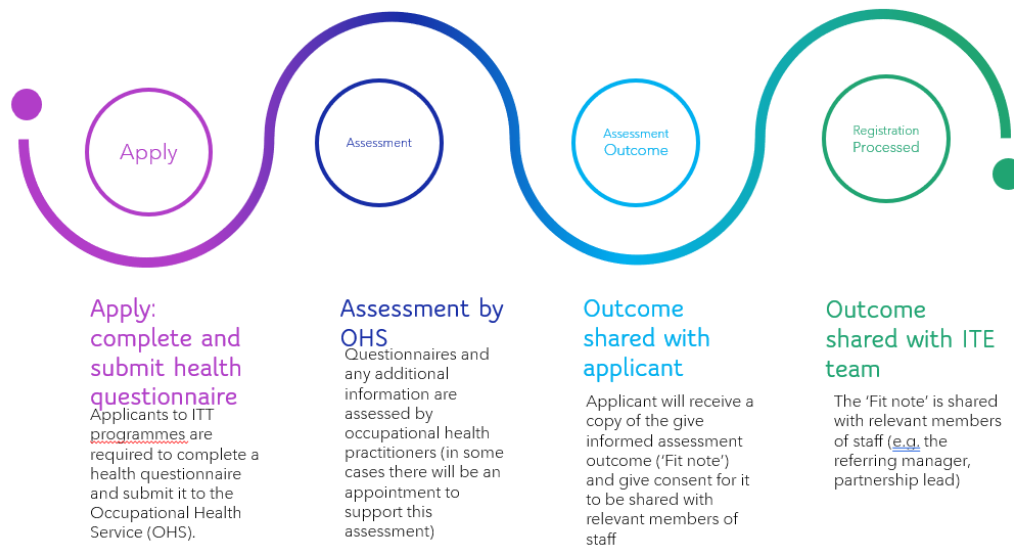 Apply
Assessment
Assessment
Outcome
Registration
Processed
Apply:
complete and
submit health
questionnaire
Applicants to ITT
programmes are
required to complete a
health questionnaire
and submit it to the
Occupational Health
Service (OHS).
Assessment by
OHS
Questionnaires and
any additional
information are
assessed by
occupational health
practitioners (in some
cases there will be an
appointment to
support this
assessment)
Outcome
shared with
applicant
Applicant will receive a
copy of the give
informed assessment
outcome (‘Fit note’)
and give consent for it
to be shared with
relevant members of
staff
Outcome
shared with ITE
team
The ‘Fit note’ is shared
with relevant members
of staff (e.g. the
referring manager,
partnership lead)